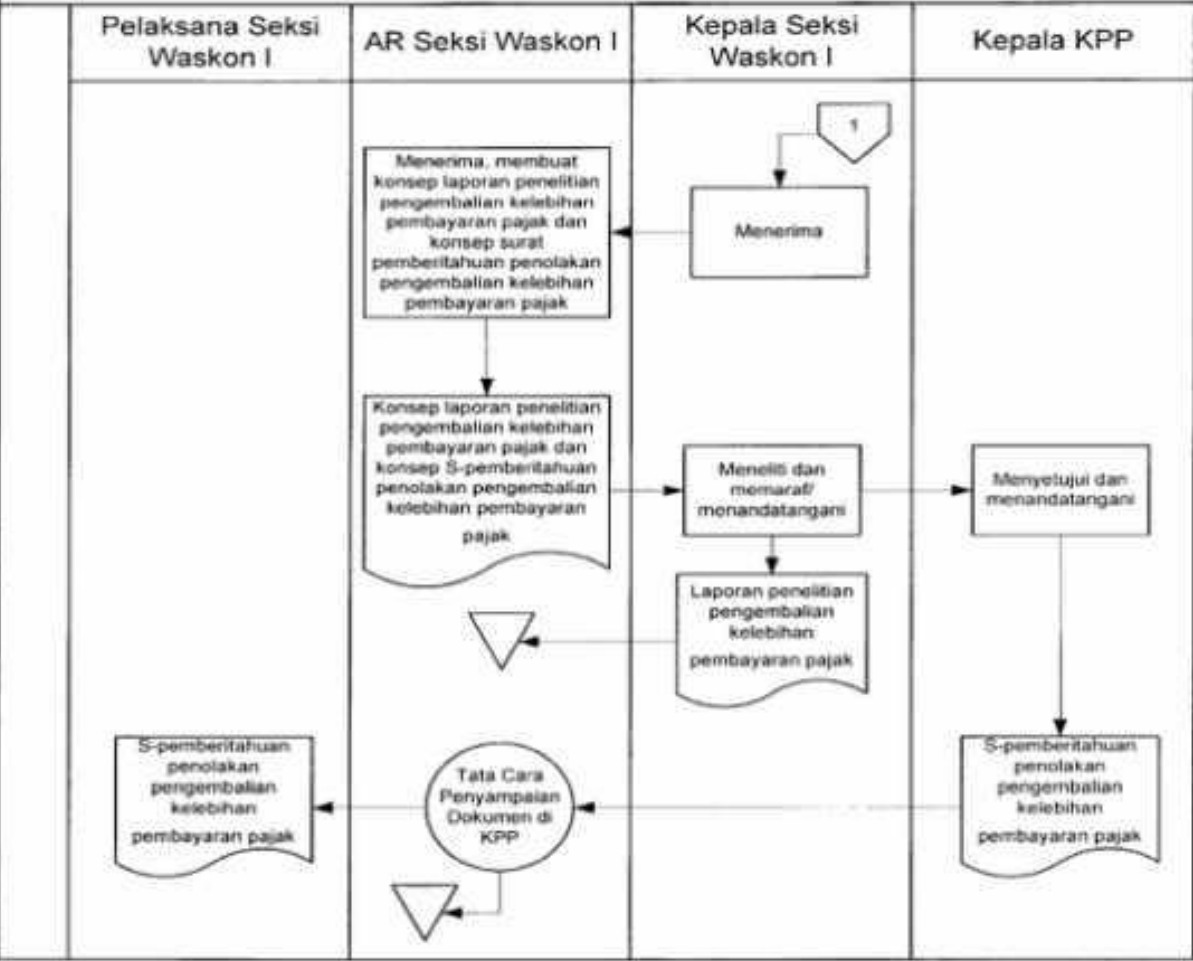 Pelaksana Seksi
Waskon I
AR Seksi Waskon I
Kepala Seksi
Waskon I
Kepala KPP
1
Menerima, membuat
konsep laporan penelitian
pengembalian kelebihan
pembayaran pajak dan
konsep surat
pemberitahuan penolakan
pengembalian kelebihan
pembayaran pajak
Menerima
Konsep laporan penelitian
pengembalian kelebihan
pembayaran pajak dan
konsep S-pemberitahuan
penolakan pengembalian
kelebihan pembayaran
pajak
Meneliti dan
memaraf/
menandatangani
Menyetujui dan
menandatangani
Laporan penelitian
pengembalian
kelebihan
pembayaran pajak
S-pemberitahuan
penolakan
pengembalian
kelebihan
pembayaran pajak
Tata Cara
Penyampaian
Dokumen di
KPP
S-pemberitahuan
penolakan
pengembalian
kelebihan
pembayaran pajak